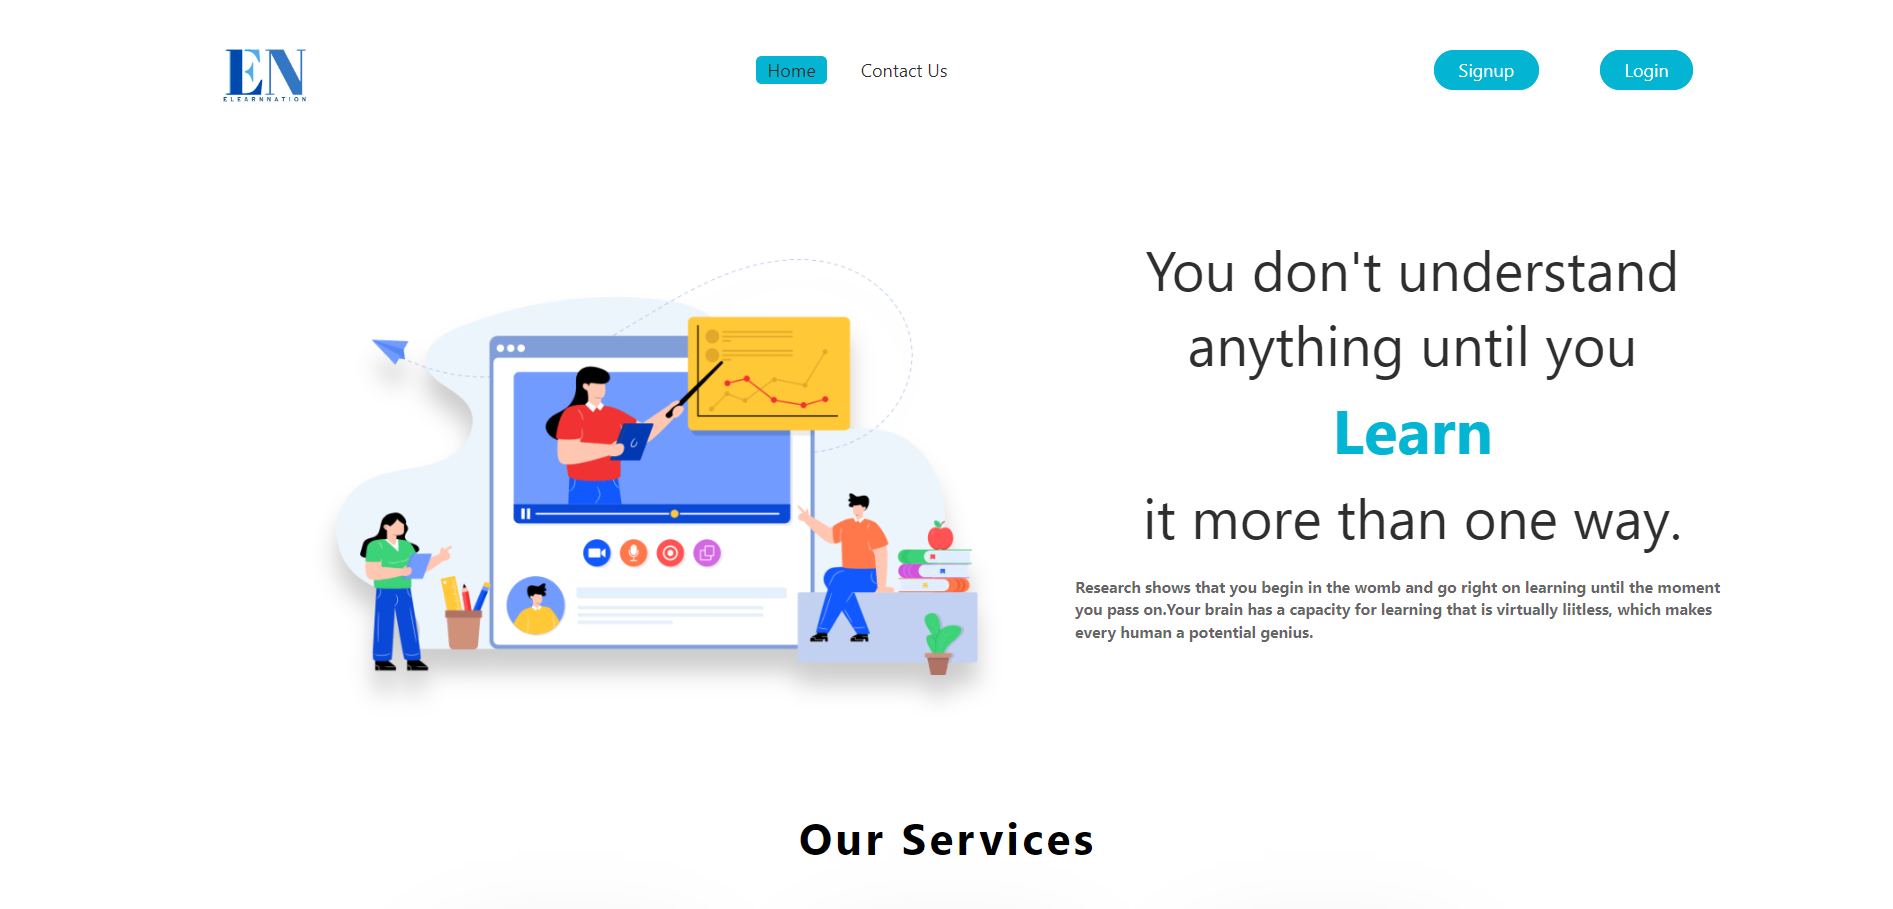 EN
ELEARNNATION
Home
Contact Us
Signup
Login
You don't understand
anything until you
Learn
it more than one way.
Research shows that you begin in the womb and go right on learning until the moment
you pass on.Your brain has a capacity for learning that is virtually liitless, which makes
every human a potential genius.
Our Services